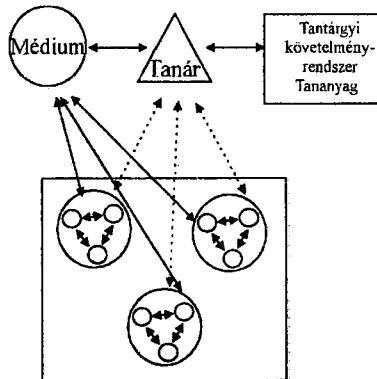 Médium
Tanár
Tantárgyi
követelmény-
rendszer
Tananyag